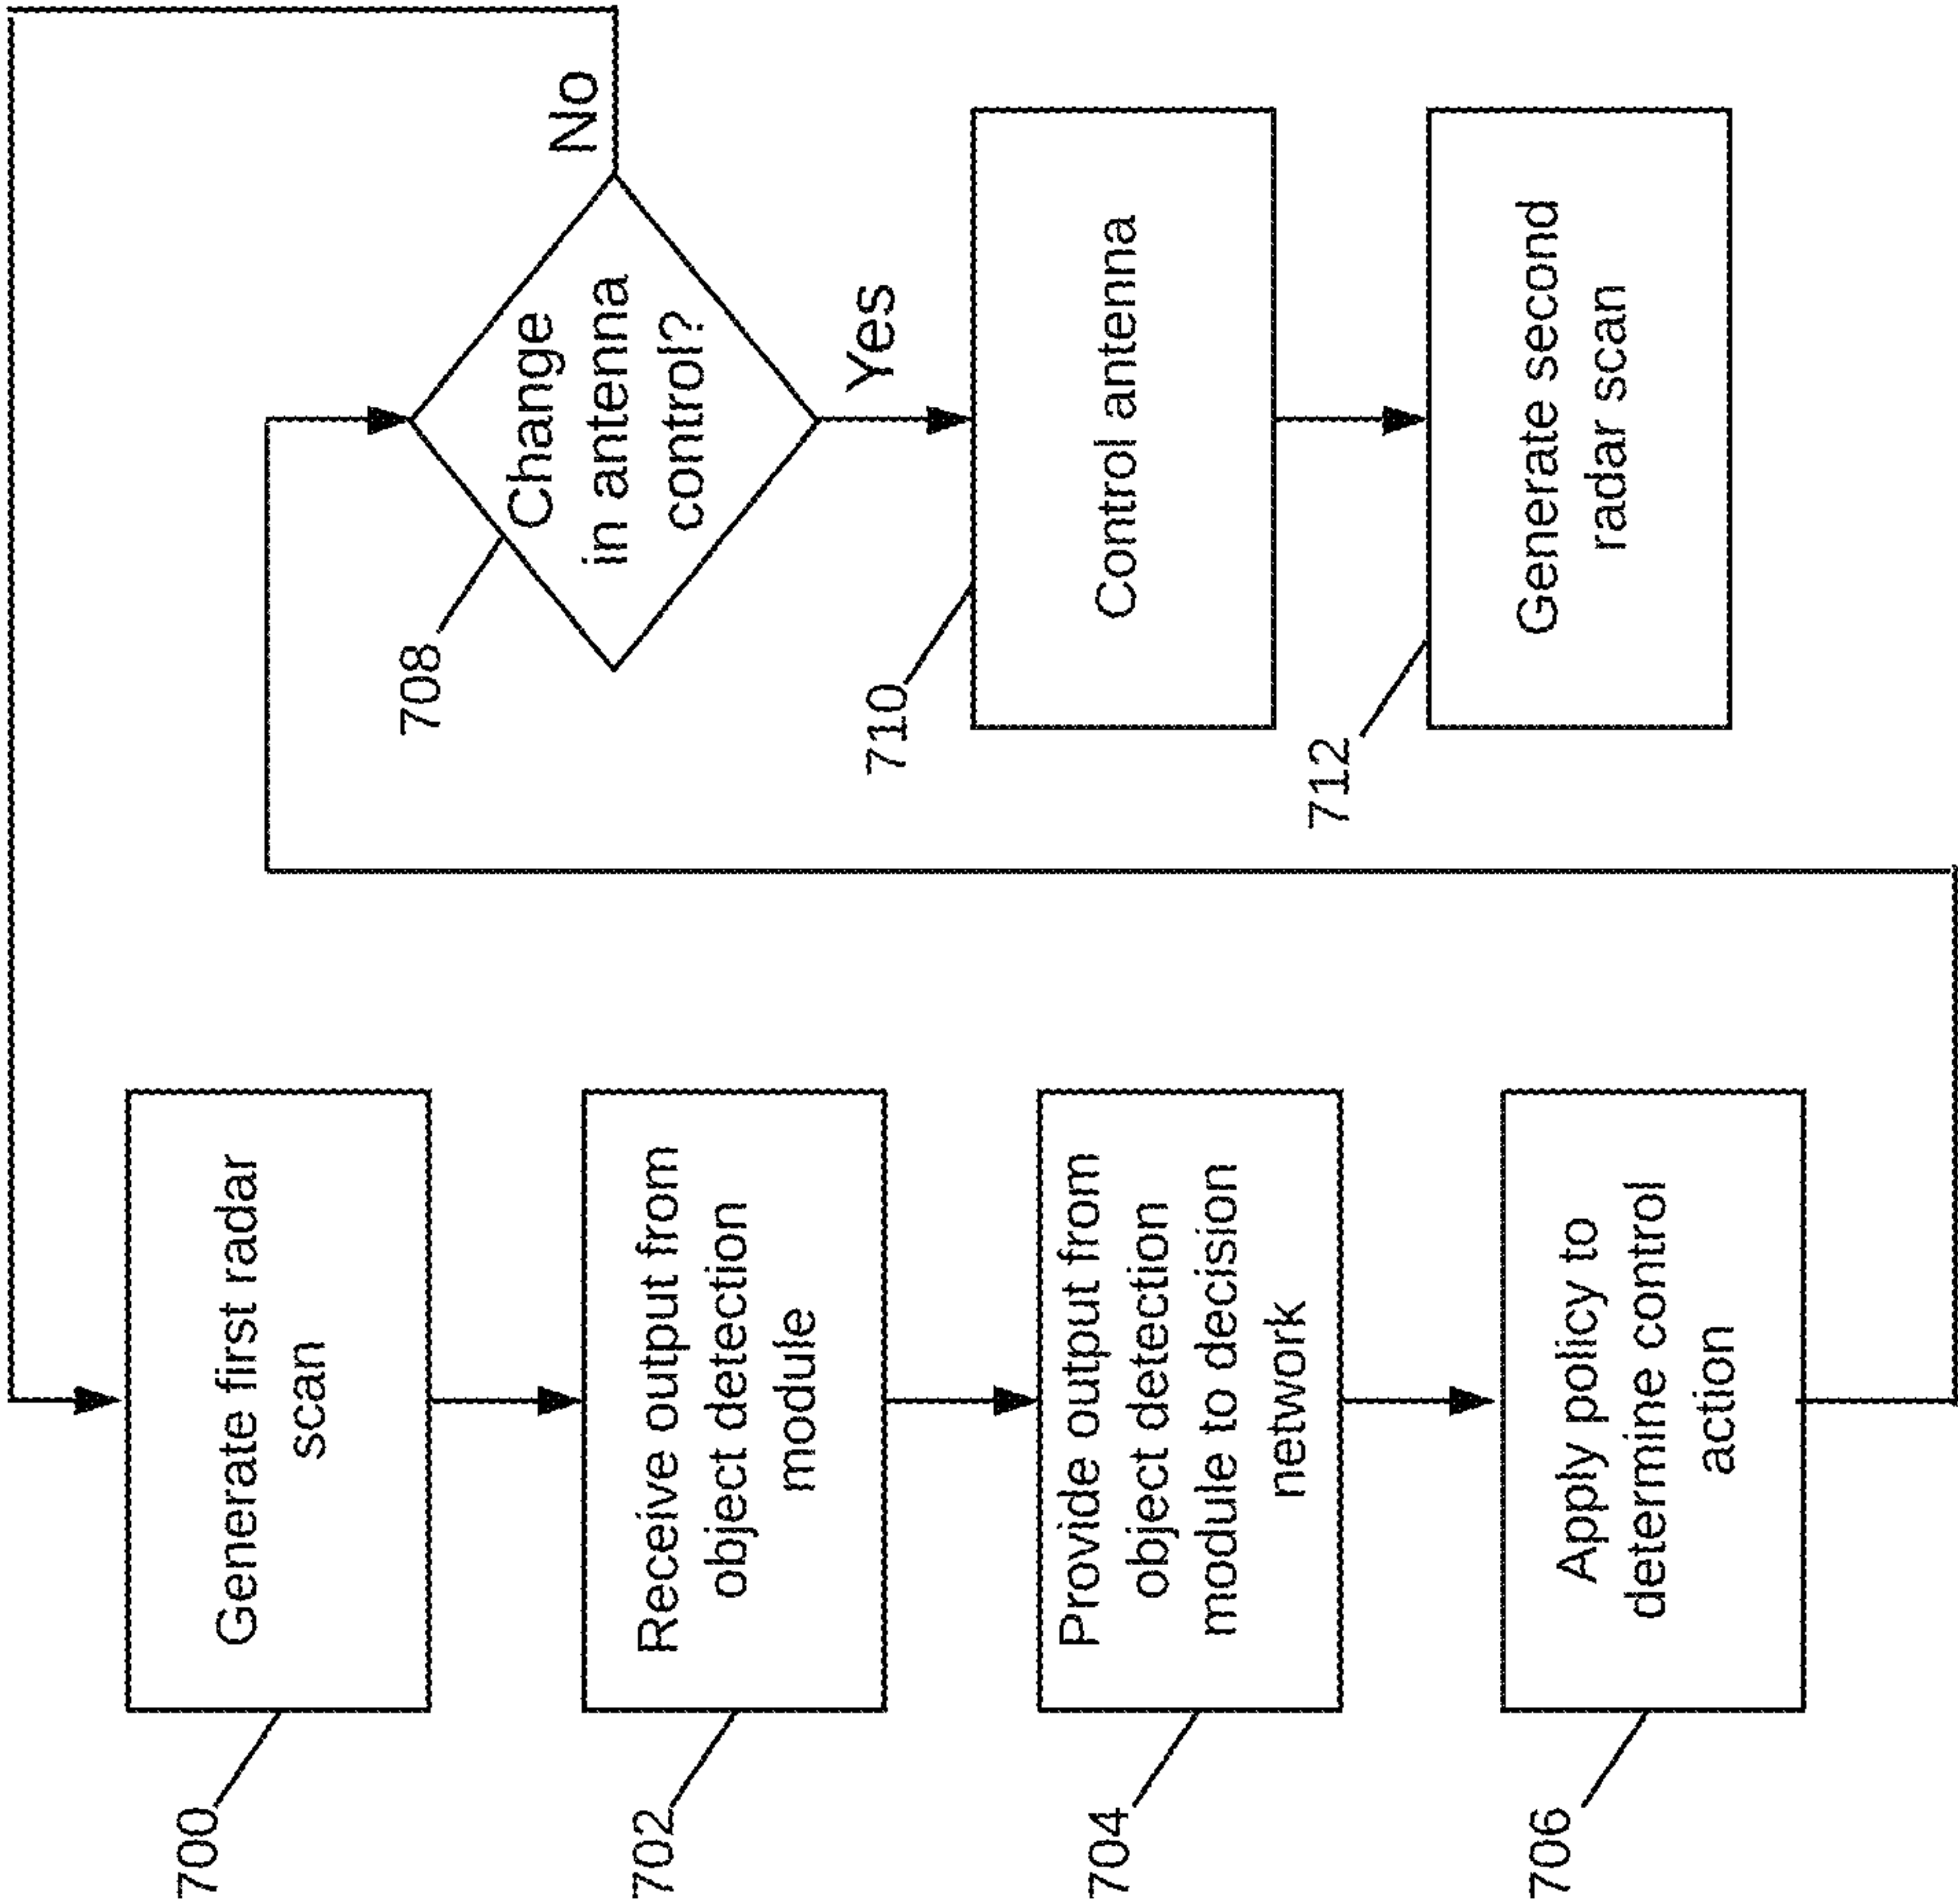 700
Generate first radar
scan
702
Receive output from
object detection
module
704
Provide output from
object detection
module to decision
network
706
Apply policy to
determine control
action
708
Change
in antenna
control?
No
Yes
710
Control antenna
712
Generate second
radar scan